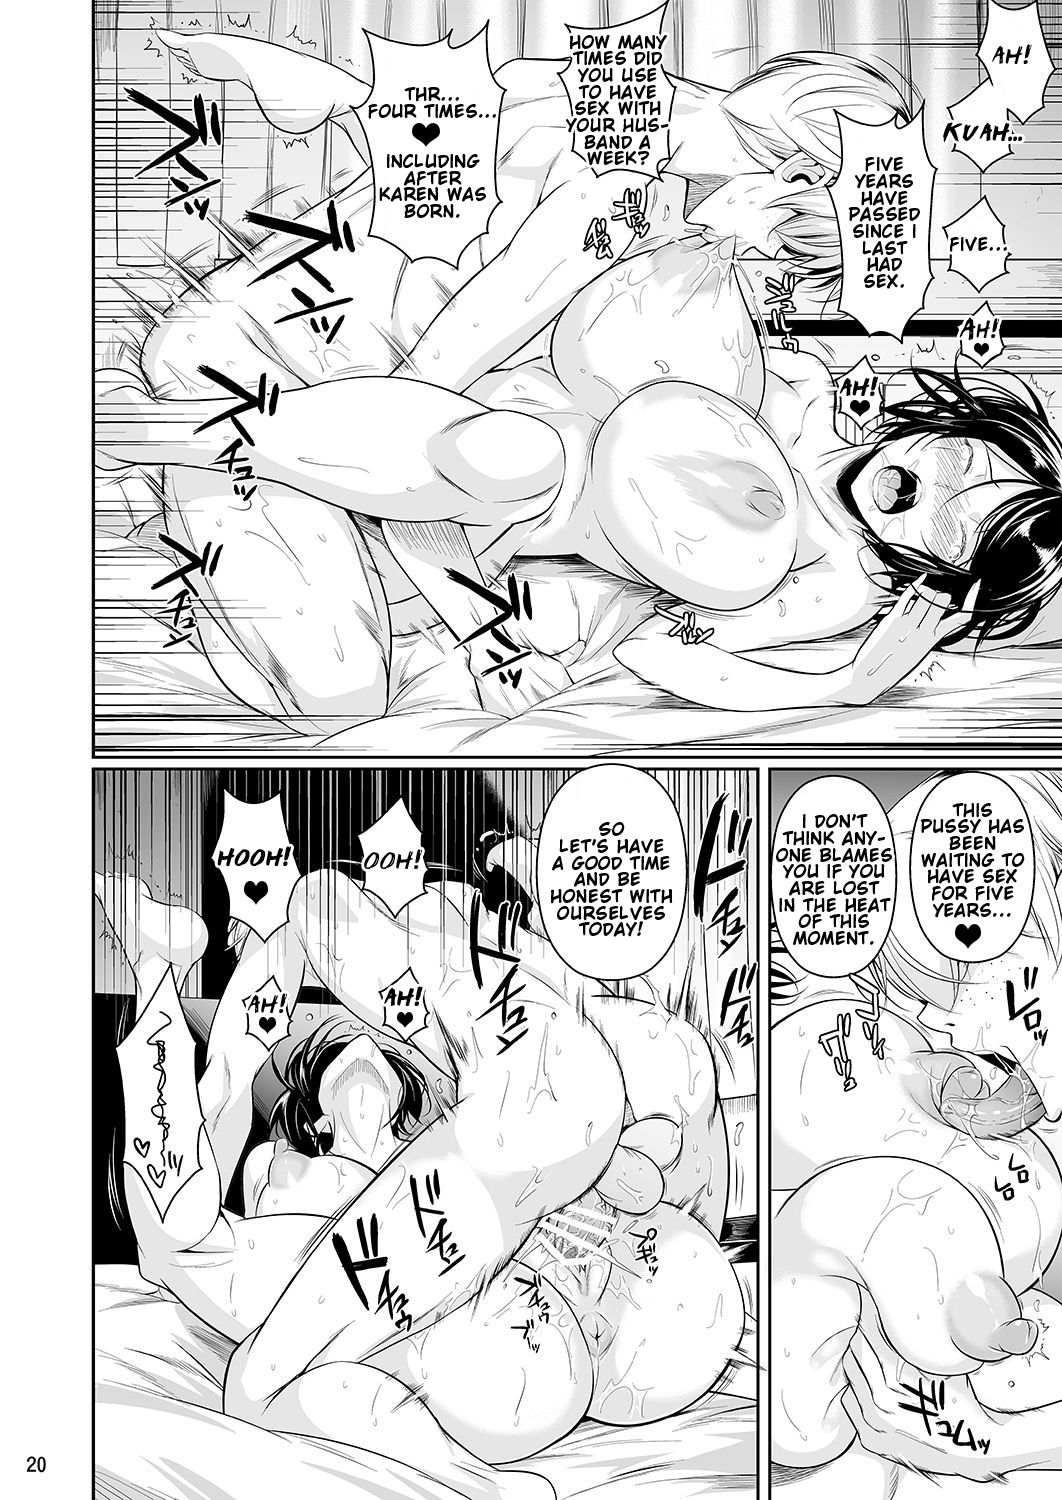 AH!
KUAH...
FIVE...
FIVE
YEARS
HAVE
PASSED
SINCE I
LAST
HAD
SEX.
AH!
AH!
HOW MANY
TIMES DID
YOU USE
TO HAVE
SEX WITH
YOUR HUS-
BAND A
WEEK?
THR...
FOUR TIMES...
INCLUDING
AFTER
KAREN WAS
BORN.
THIS
PUSSY HAS
BEEN
WAITING TO
HAVE SEX
FOR FIVE
YEARS...
I DON'T
THINK ANY-
ONE BLAMES
YOU IF YOU
ARE LOST
IN THE HEAT
OF THIS
MOMENT.
SO
LET'S HAVE
A GOOD TIME
AND BE
HONEST WITH
OURSELVES
TODAY!
OOH!
HOOH!
AH!
AH!
20